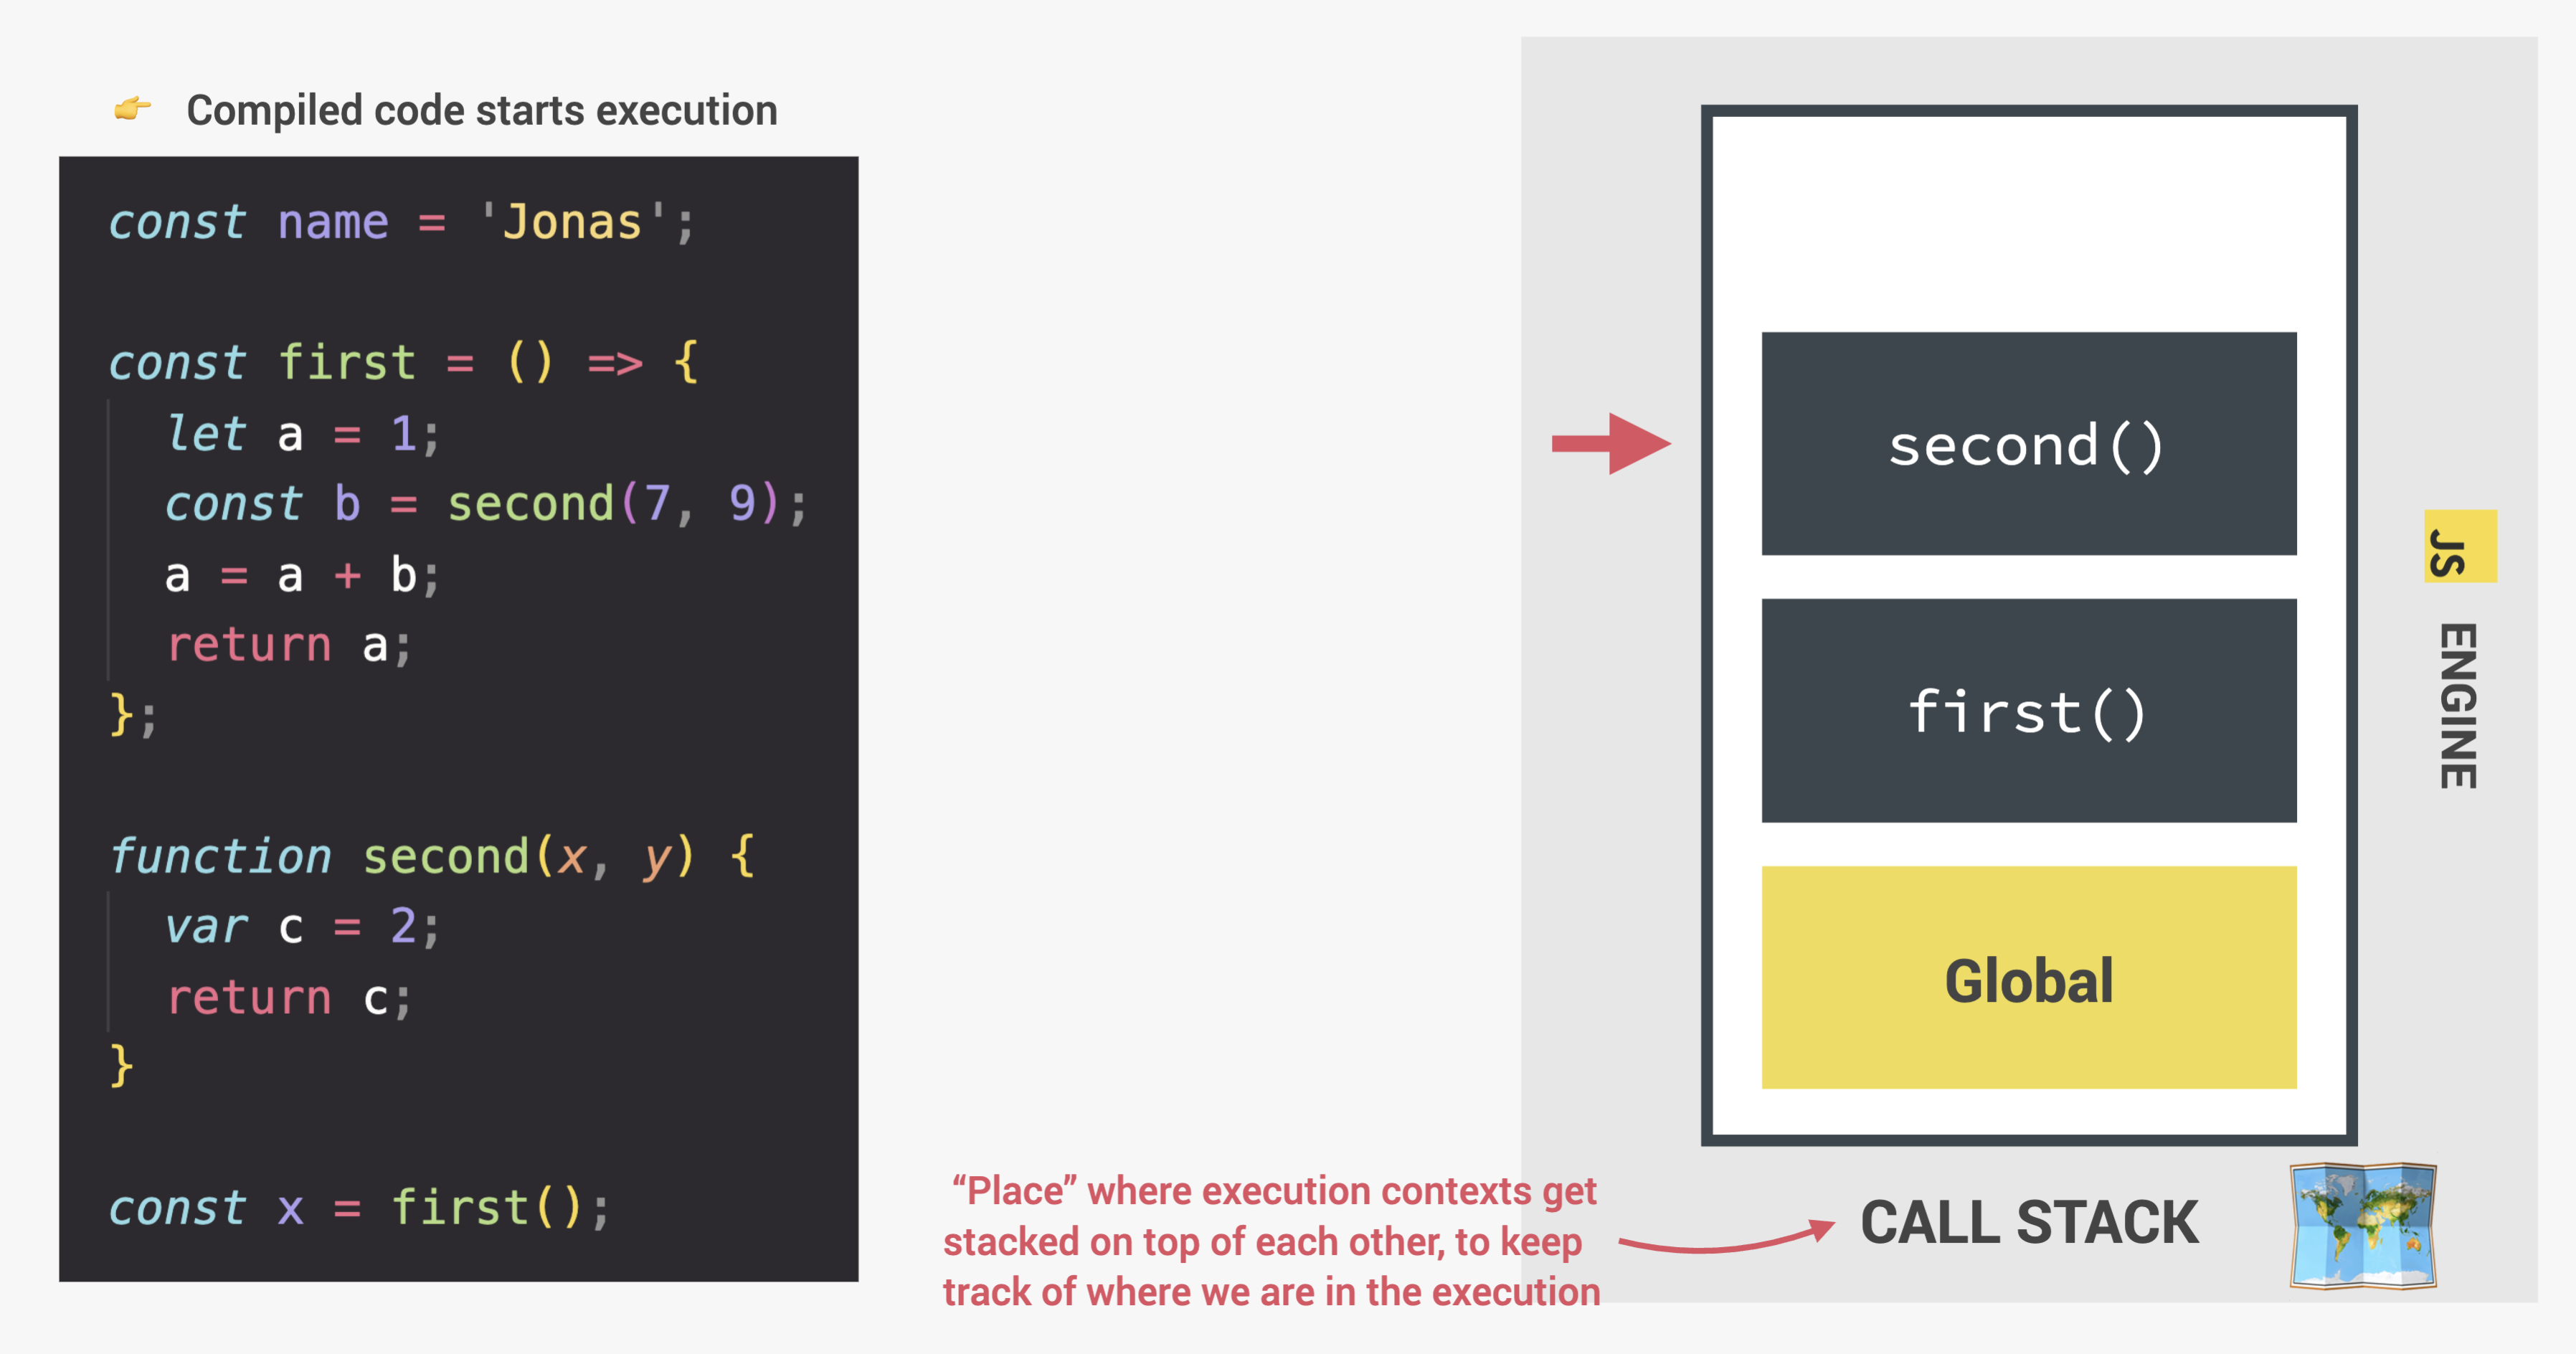 👉 Compiled code starts execution
const name = 'Jonas';
const first = () => {
let a = 1;
const b = second(7, 9);
a = a + b;
return a;
};
function second(x, y) {
var c = 2;
return c;
}
const x = first();
second()
first()
Global
CALL STACK
“Place” where execution contexts get
stacked on top of each other, to keep
track of where we are in the execution
JS ENGINE